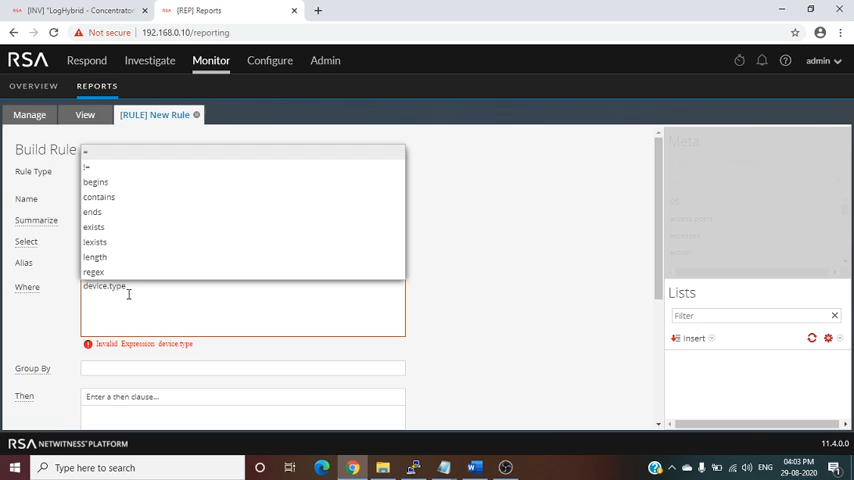 [INV] "LogHybrid - Concentrator"
[REP] Reports
Not secure
192.168.0.10/reporting
RSA
Respond
Investigate
Monitor
Configure
Admin
admin
OVERVIEW
REPORTS
Manage
View
[RULE] New Rule
Build Rule
Rule Type
Name
Summarize
Select
Alias
Where
=
!=
begins
contains
ends
exists
!exists
length
regex
device.type
Invalid Expression device.type
Group By
Then
Enter a then clause...
Meta
OS
access.point
action
Lists
Filter
Insert
RSA NETWITNESS PLATFORM
11.4.0.0
Type here to search
ENG
04:03 PM
29-08-2020